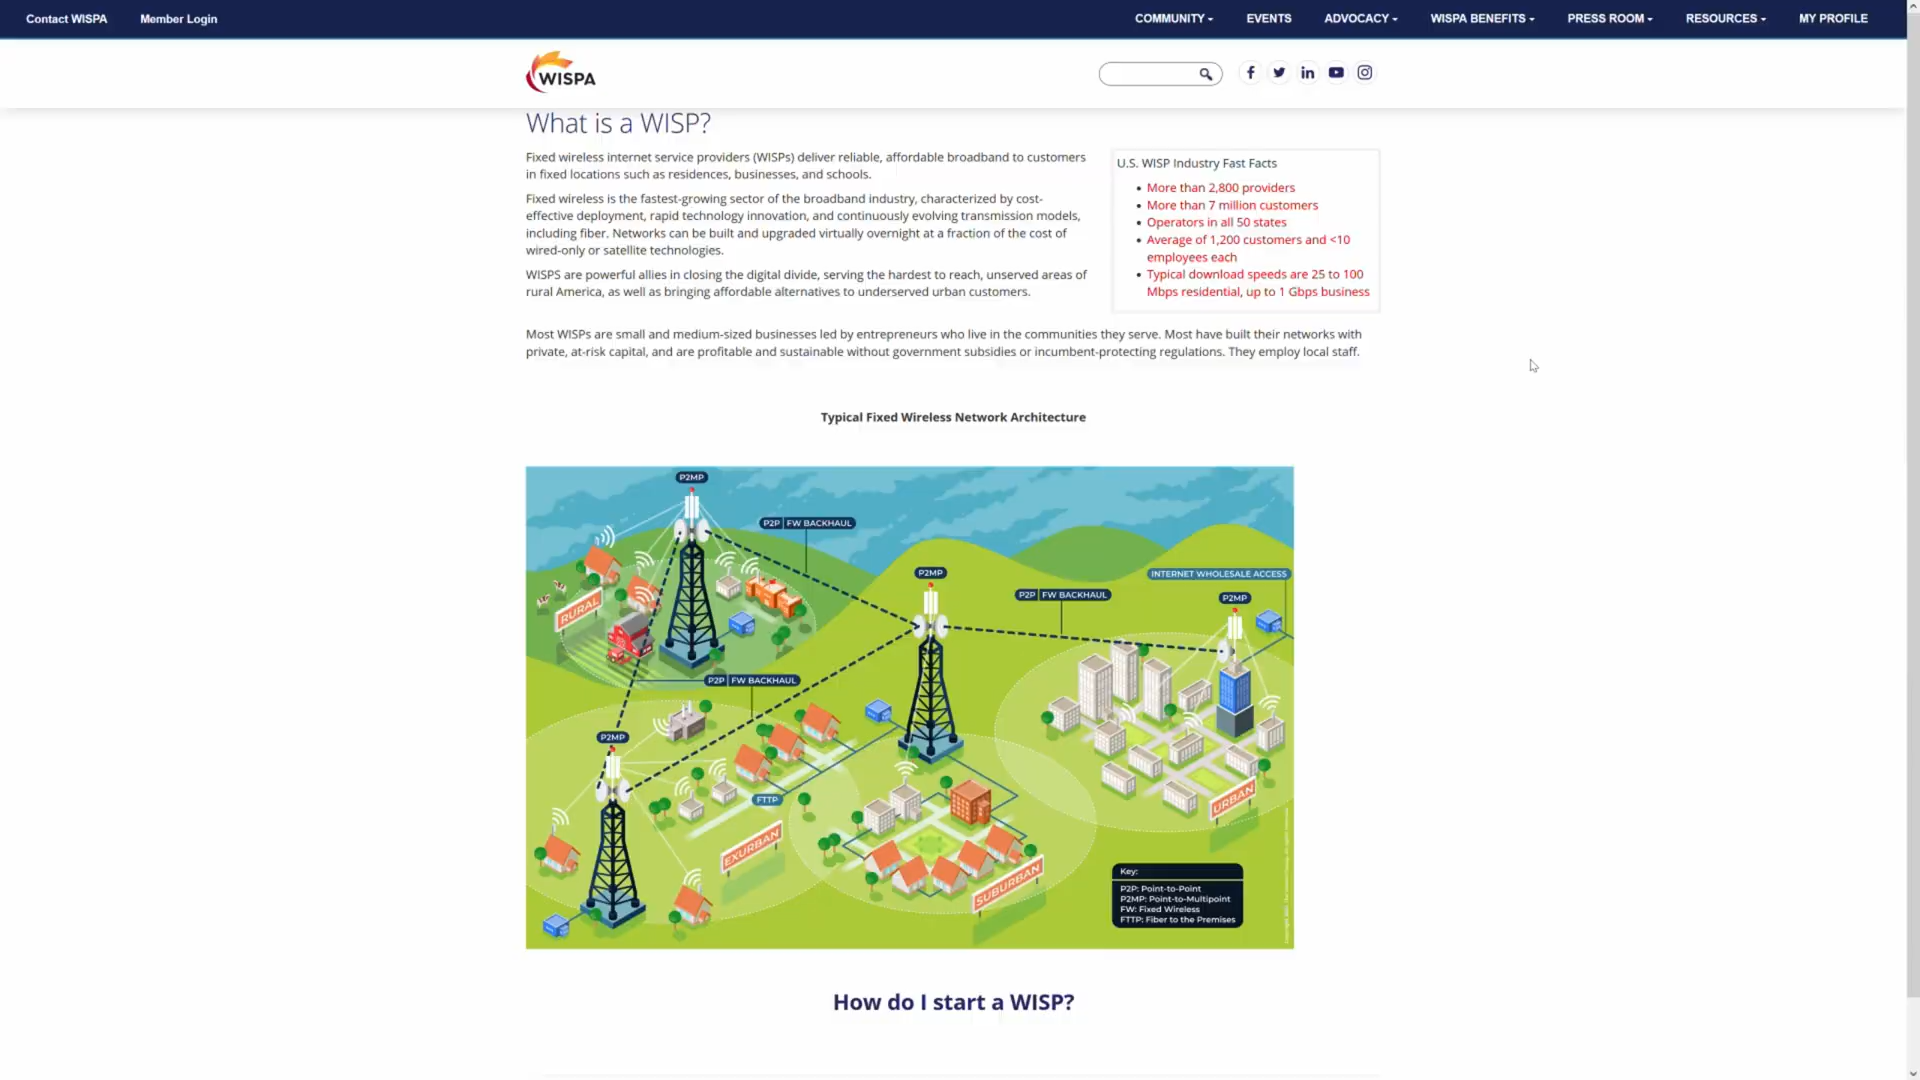 Contact WISPA
Member Login
COMMUNITY
EVENTS
ADVOCACY
WISPA BENEFITS
PRESS ROOM
RESOURCES
MY PROFILE
WISPA
What is a WISP?
Fixed wireless internet service providers (WISPs) deliver reliable, affordable broadband to customers
in fixed locations such as residences, businesses, and schools.
Fixed wireless is the fastest-growing sector of the broadband industry, characterized by cost-
effective deployment, rapid technology innovation, and continuously evolving transmission models,
including fiber. Networks can be built and upgraded virtually overnight at a fraction of the cost of
wired-only or satellite technologies.
WISPS are powerful allies in closing the digital divide, serving the hardest to reach, unserved areas of
rural America, as well as bringing affordable alternatives to underserved urban customers.
U.S. WISP Industry Fast Facts
More than 2,800 providers
More than 7 million customers
Operators in all 50 states
Average of 1,200 customers and <10
employees each
Typical download speeds are 25 to 100
Mbps residential, up to 1 Gbps business
Most WISPs are small and medium-sized businesses led by entrepreneurs who live in the communities they serve. Most have built their networks with
private, at-risk capital, and are profitable and sustainable without government subsidies or incumbent-protecting regulations. They employ local staff.
Typical Fixed Wireless Network Architecture
P2MP
P2P FW BACKHAUL
P2MP
INTERNET WHOLESALE ACCESS
P2P FW BACKHAUL
P2MP
RURAL
P2P FW BACKHAUL
P2MP
FTTP
URBAN
EXURBAN
SUBURBAN
Key:
P2P: Point-to-Point
P2MP: Point-to-Multipoint
FW: Fixed Wireless
FTTP: Fiber to the Premises
How do I start a WISP?